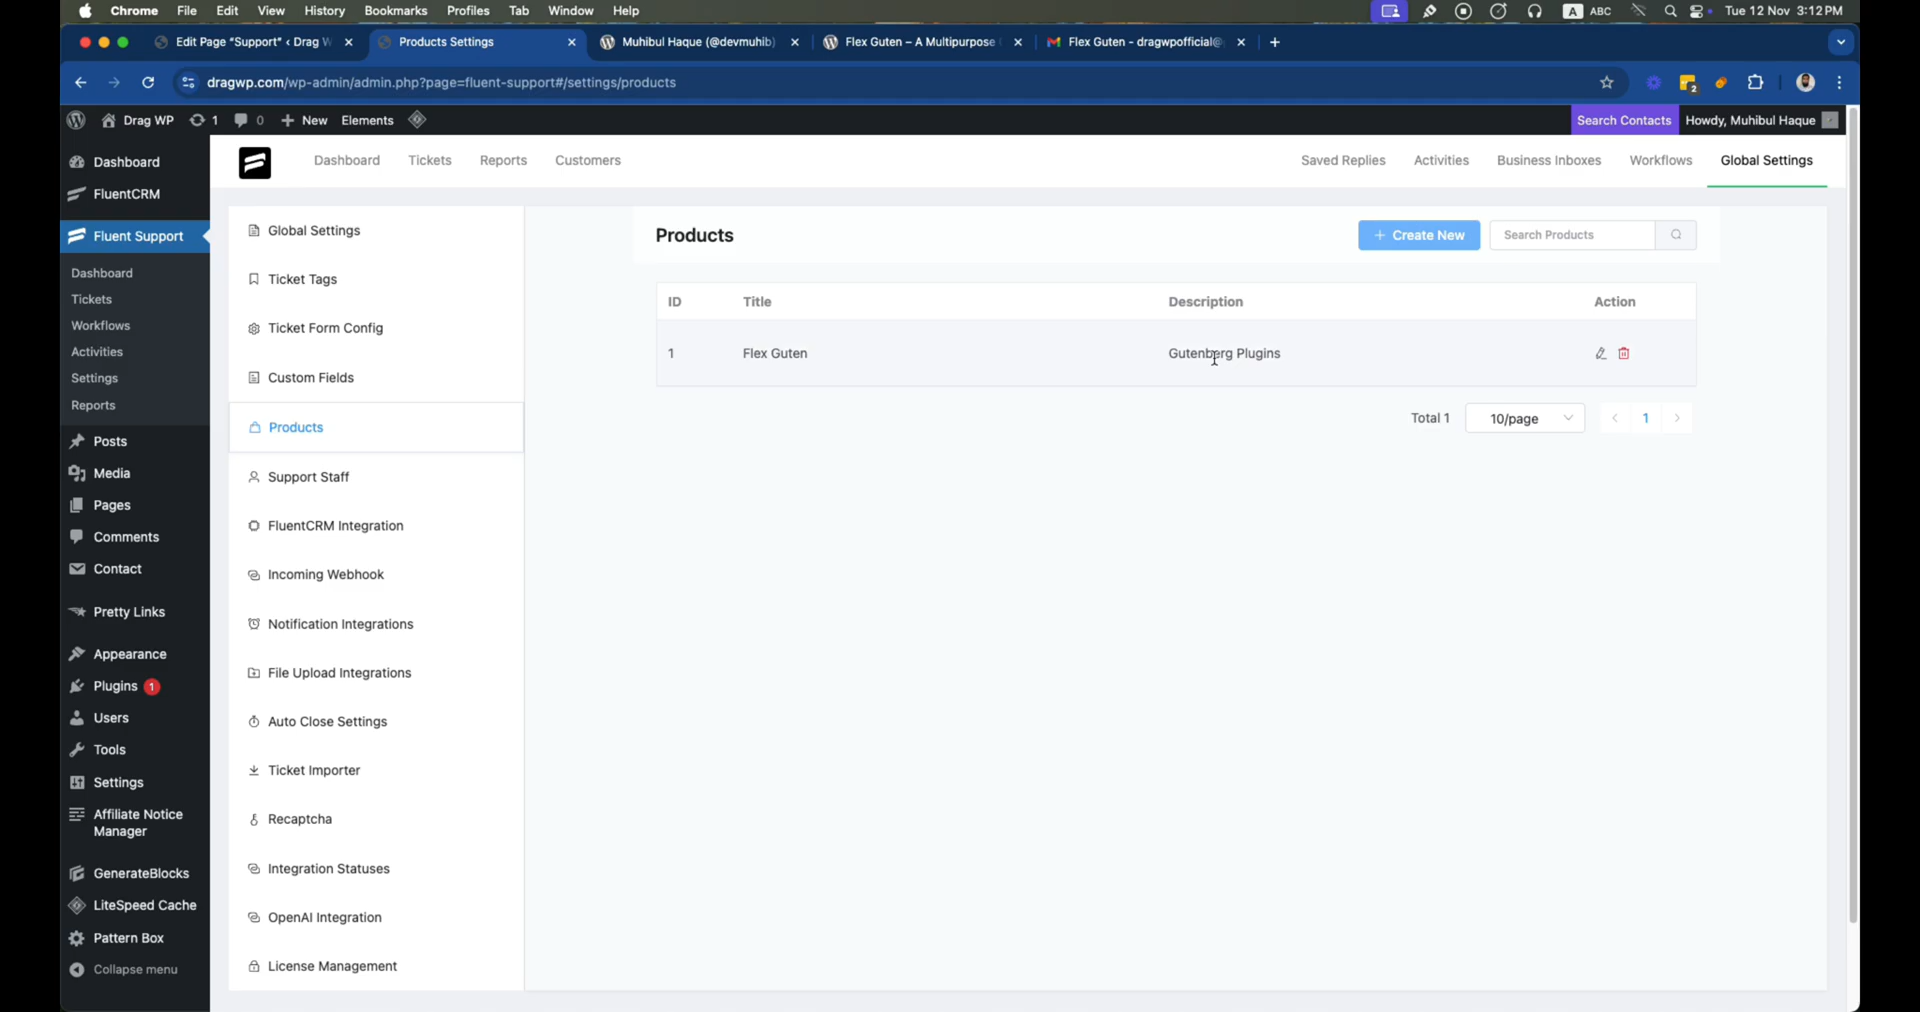 Chrome File Edit View History Bookmarks Profiles Tab Window Help A ABC Tue 12 Nov 3:12 PM
Edit Page “Support” ‹ Drag W Products Settings Muhibul Haque (@devmuhib) Flex Guten – A Multipurpose Flex Guten - dragwpofficial@
dragwp.com/wp-admin/admin.php?page=fluent-support#/settings/products 2
Drag WP 1 0 New Elements Search Contacts Howdy, Muhibul Haque
Dashboard
FluentCRM
Fluent Support
Dashboard
Tickets
Workflows
Activities
Settings
Reports
Posts
Media
Pages
Comments
Contact
Pretty Links
Appearance
Plugins 1
Users
Tools
Settings
Affiliate Notice
Manager
GenerateBlocks
LiteSpeed Cache
Pattern Box
Collapse menu
Dashboard Tickets Reports Customers Saved Replies Activities Business Inboxes Workflows Global Settings
Global Settings
Ticket Tags
Ticket Form Config
Custom Fields
Products
Support Staff
FluentCRM Integration
Incoming Webhook
Notification Integrations
File Upload Integrations
Auto Close Settings
Ticket Importer
Recaptcha
Integration Statuses
OpenAI Integration
License Management
Products + Create New Search Products
ID Title Description Action
1 Flex Guten Gutenberg Plugins
Total 1 10/page 1